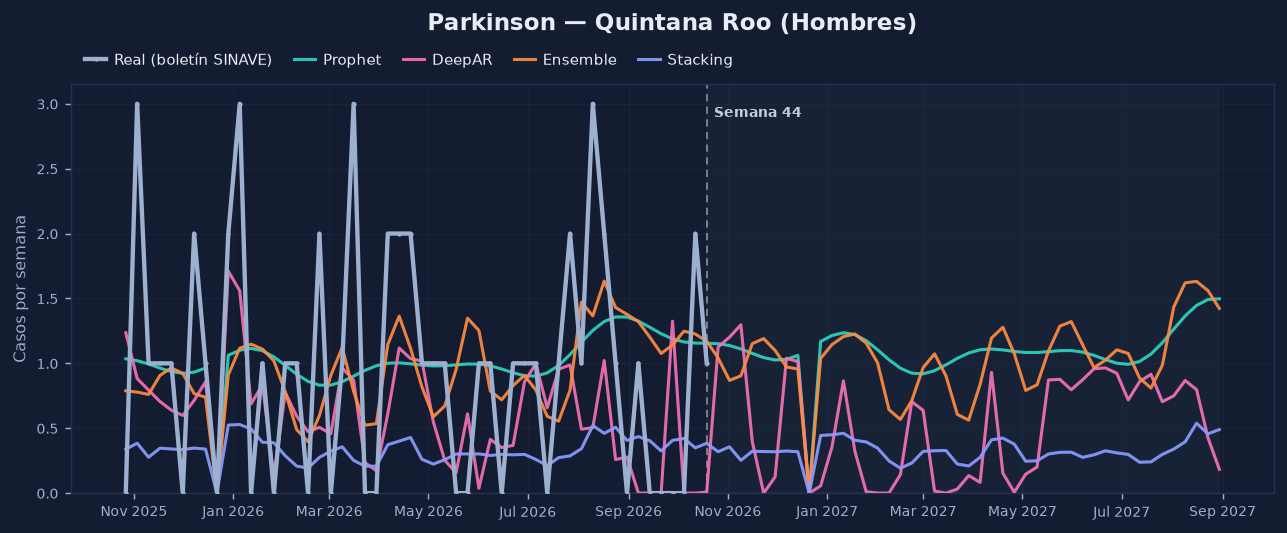 Parkinson — Quintana Roo (Hombres)
Real (boletín SINAVE) Prophet DeepAR Ensemble Stacking
Semana 44
Casos por semana
3.0
2.5
2.0
1.5
1.0
0.5
0.0
Nov 2025 Jan 2026 Mar 2026 May 2026 Jul 2026 Sep 2026 Nov 2026 Jan 2027 Mar 2027 May 2027 Jul 2027 Sep 2027